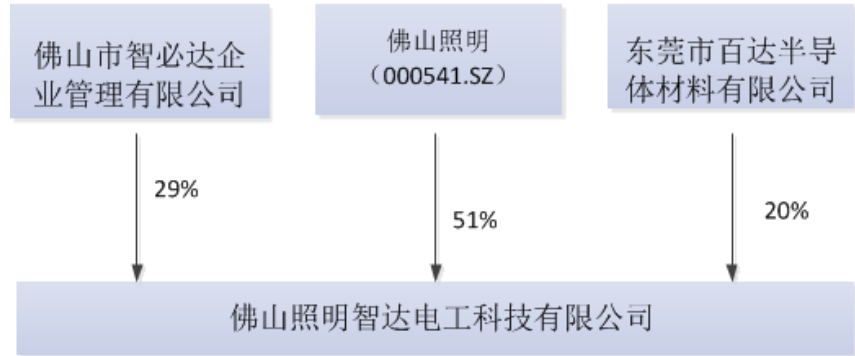 佛山市智必达企
业管理有限公司
佛山照明
（000541.SZ）
东莞市百达半导
体材料有限公司
29%
51%
20%
佛山照明智达电工科技有限公司